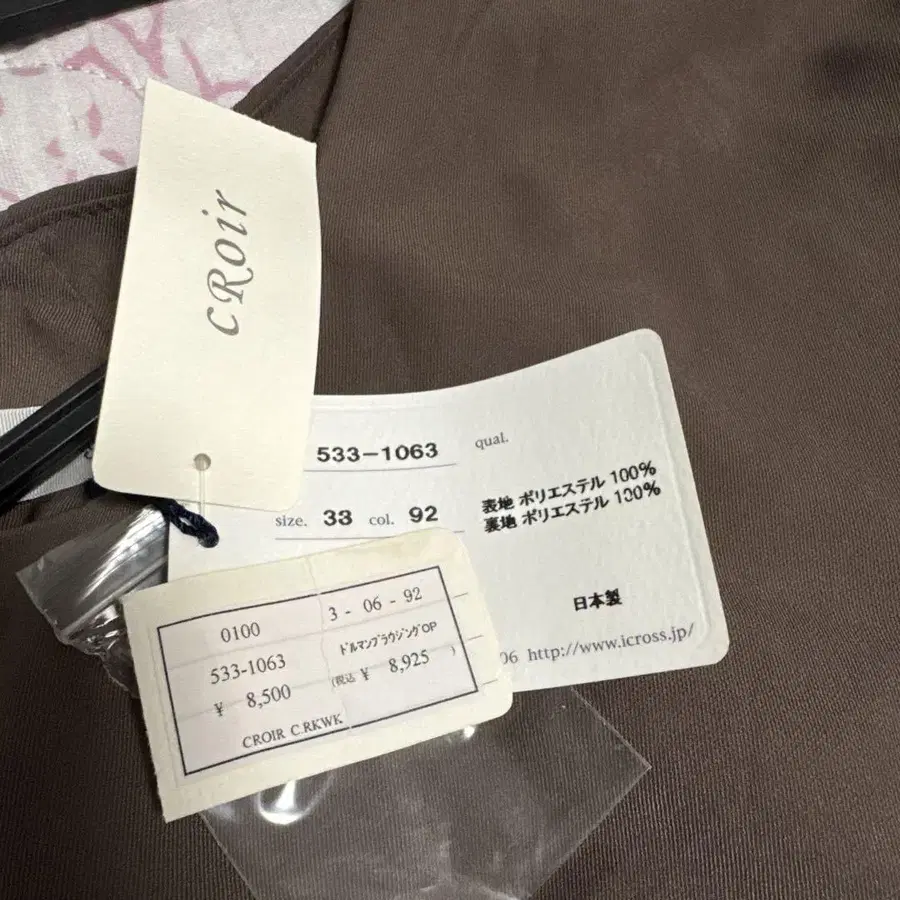 cRoir
533-1063
qual.
size. 33 col. 92
表地 ポリエステル 100%
裏地 ポリエステル 100%
日本製
06 http://www.icross.jp/
0100
3 - 06 - 92
533-1063
ﾄﾞﾙﾏﾝﾌﾞﾗｳｼﾞﾝｸﾞOP
¥ 8,500
(税込 ¥ 8,925 )
CROIR C.RKWK